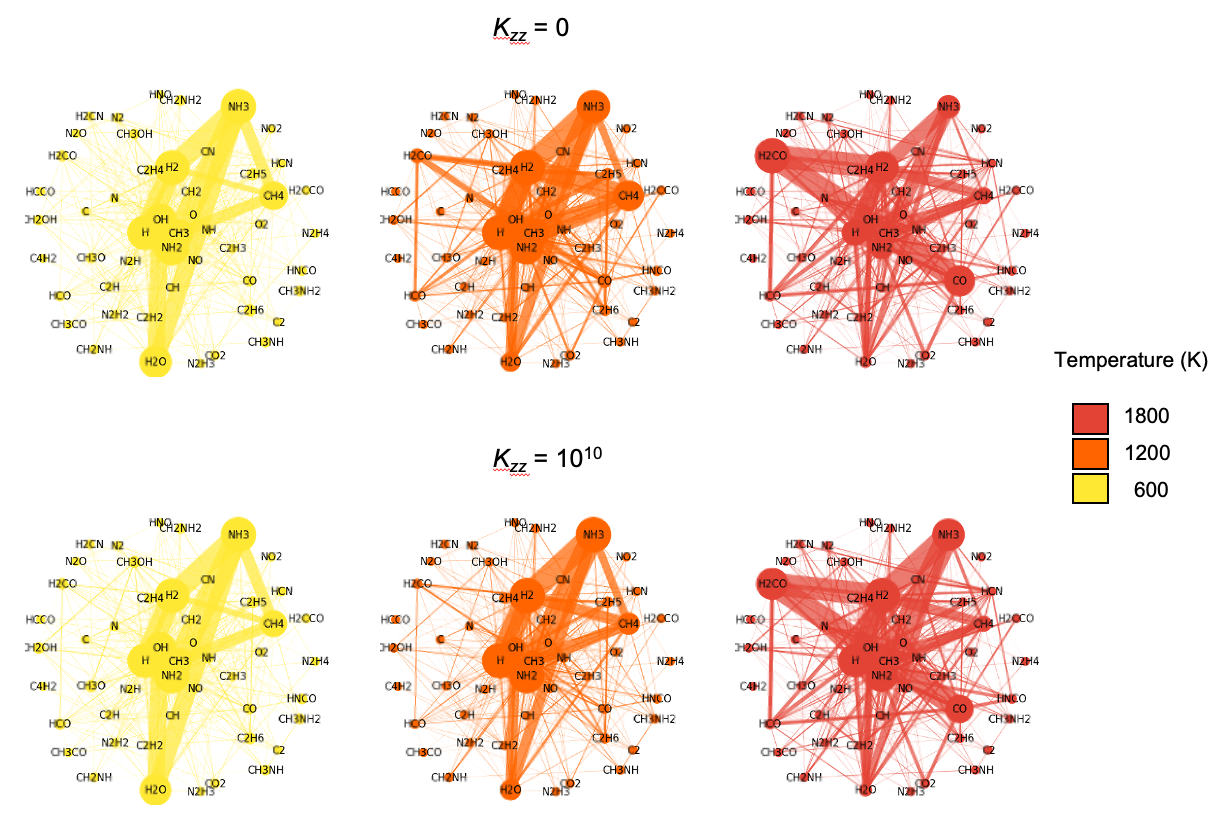 Kzz = 0
HNO CH2NH2 NH3
H2CN N2 N2O CH3OH NO2
H2CO CN HCN C2H4 H2 C2H5
HCCO N CH2 CH4 H2CCO
C CH2OH OH O O2
H CH3 NH N2H4 NH2 C2H3
C4H2 CH3O N2H NO HNCO
C2H CH CO CH3NH2
HCO N2H2 C2H2 C2H6 C2
CH3CO CH2NH CH3NH
H2O N2H3 CO2
HNO CH2NH2 NH3
H2CN N2 N2O CH3OH NO2
H2CO CN HCN C2H4 H2 C2H5
HCCO N CH2 CH4 H2CCO
C CH2OH OH O O2
H CH3 NH N2H4 NH2 C2H3
C4H2 CH3O N2H NO HNCO
C2H CH CO CH3NH2
HCO N2H2 C2H2 C2H6 C2
CH3CO CH2NH CH3NH
H2O N2H3 CO2
HNO CH2NH2 NH3
H2CN N2 N2O CH3OH NO2
H2CO CN HCN C2H4 H2 C2H5
HCCO N CH2 CH4 H2CCO
C CH2OH OH O O2
H CH3 NH N2H4 NH2 C2H3
C4H2 CH3O N2H NO HNCO
C2H CH CO CH3NH2
HCO N2H2 C2H2 C2H6 C2
CH3CO CH2NH CH3NH
H2O N2H3 CO2
Temperature (K)
1800
1200
600
Kzz = 10¹⁰
HNO CH2NH2 NH3
H2CN N2 N2O CH3OH NO2
H2CO CN HCN C2H4 H2 C2H5
HCCO N CH2 CH4 H2CCO
C CH2OH OH O O2
H CH3 NH N2H4 NH2 C2H3
C4H2 CH3O N2H NO HNCO
C2H CH CO CH3NH2
HCO N2H2 C2H2 C2H6 C2
CH3CO CH2NH CH3NH
H2O N2H3 CO2
HNO CH2NH2 NH3
H2CN N2 N2O CH3OH NO2
H2CO CN HCN C2H4 H2 C2H5
HCCO N CH2 CH4 H2CCO
C CH2OH OH O O2
H CH3 NH N2H4 NH2 C2H3
C4H2 CH3O N2H NO HNCO
C2H CH CO CH3NH2
HCO N2H2 C2H2 C2H6 C2
CH3CO CH2NH CH3NH
H2O N2H3 CO2
HNO CH2NH2 NH3
H2CN N2 N2O CH3OH NO2
H2CO CN HCN C2H4 H2 C2H5
HCCO N CH2 CH4 H2CCO
C CH2OH OH O O2
H CH3 NH N2H4 NH2 C2H3
C4H2 CH3O N2H NO HNCO
C2H CH CO CH3NH2
HCO N2H2 C2H2 C2H6 C2
CH3CO CH2NH CH3NH
H2O N2H3 CO2